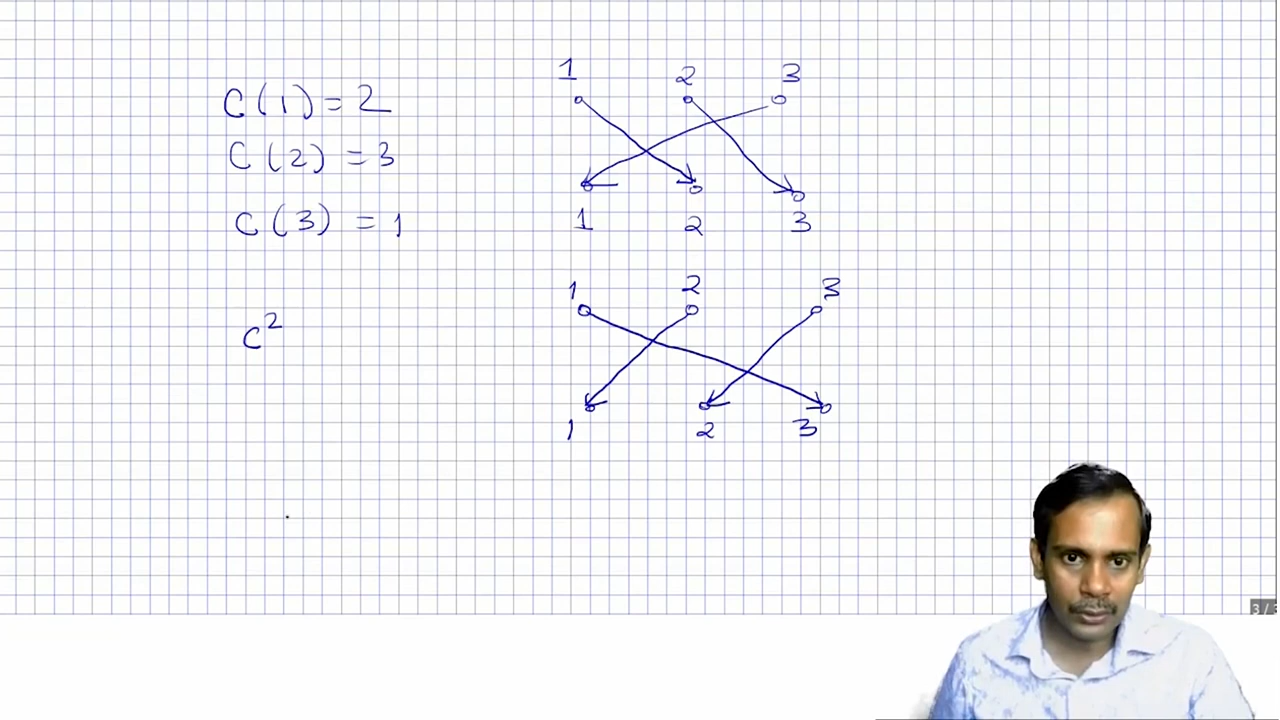 1 2 3
C(1) = 2
C(2) = 3
1 2 3
C(3) = 1
1 2 3
C²
1 2 3